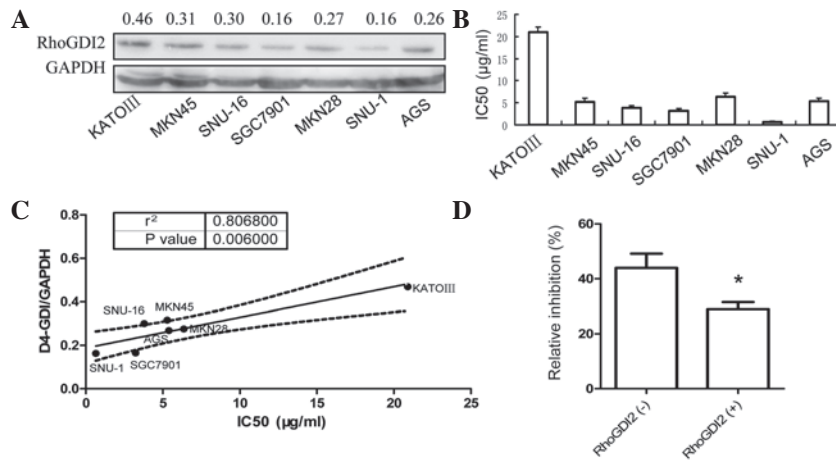 A
0.46 0.31 0.30 0.16 0.27 0.16 0.26
RhoGDI2
GAPDH
KATOIII MKN45 SNU-16 SGC7901 MKN28 SNU-1 AGS
B
IC50 (μg/ml)
25
20
15
10
5
0
KATOIII MKN45 SNU-16 SGC7901 MKN28 SNU-1 AGS
C
r² 0.806800
P value 0.006000
D4-GDI/GAPDH
0.8
0.6
0.4
0.2
0.0
SNU-16 MKN45
KATOIII
AGS MKN28
SNU-1 SGC7901
0 5 10 15 20 25
IC50 (μg/ml)
D
Relative inhibition (%)
60
40
20
0
*
RhoGDI2 (-) RhoGDI2 (+)